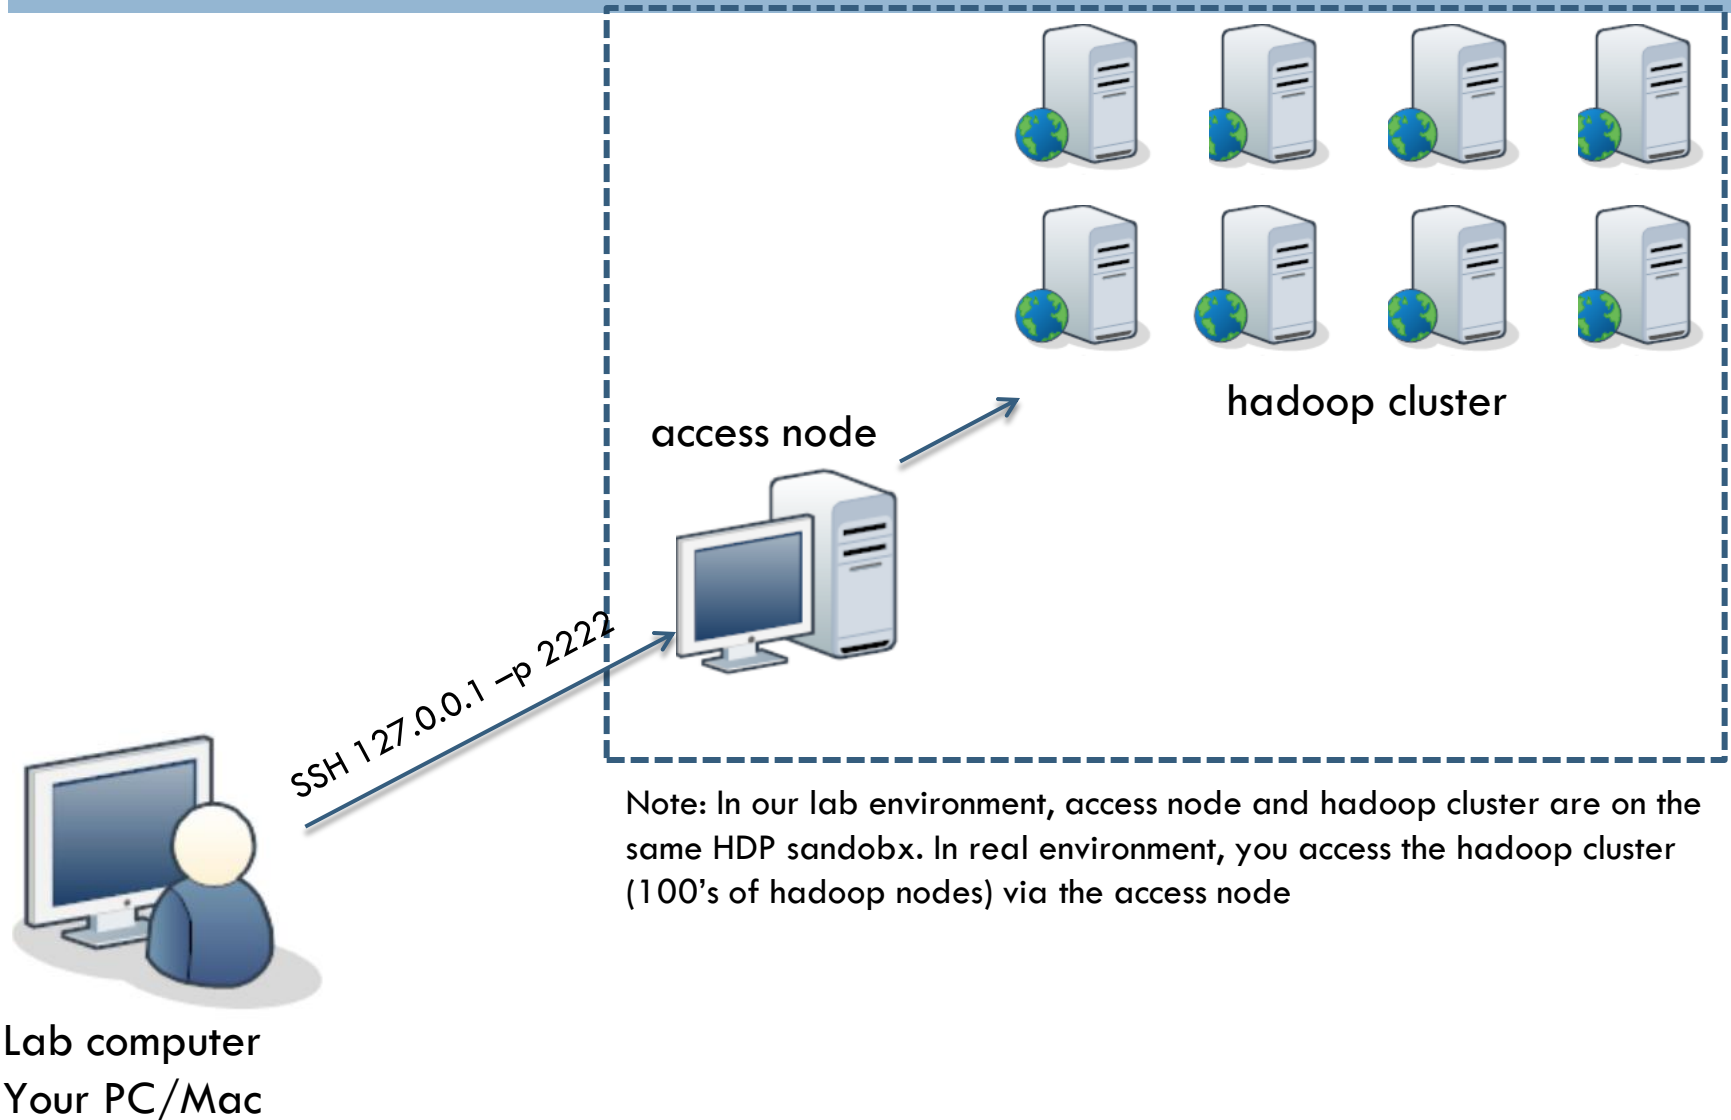 hadoop cluster
access node
SSH 127.0.0.1 –p 2222
Note: In our lab environment, access node and hadoop cluster are on the
same HDP sandobx. In real environment, you access the hadoop cluster
(100’s of hadoop nodes) via the access node
Lab computer
Your PC/Mac